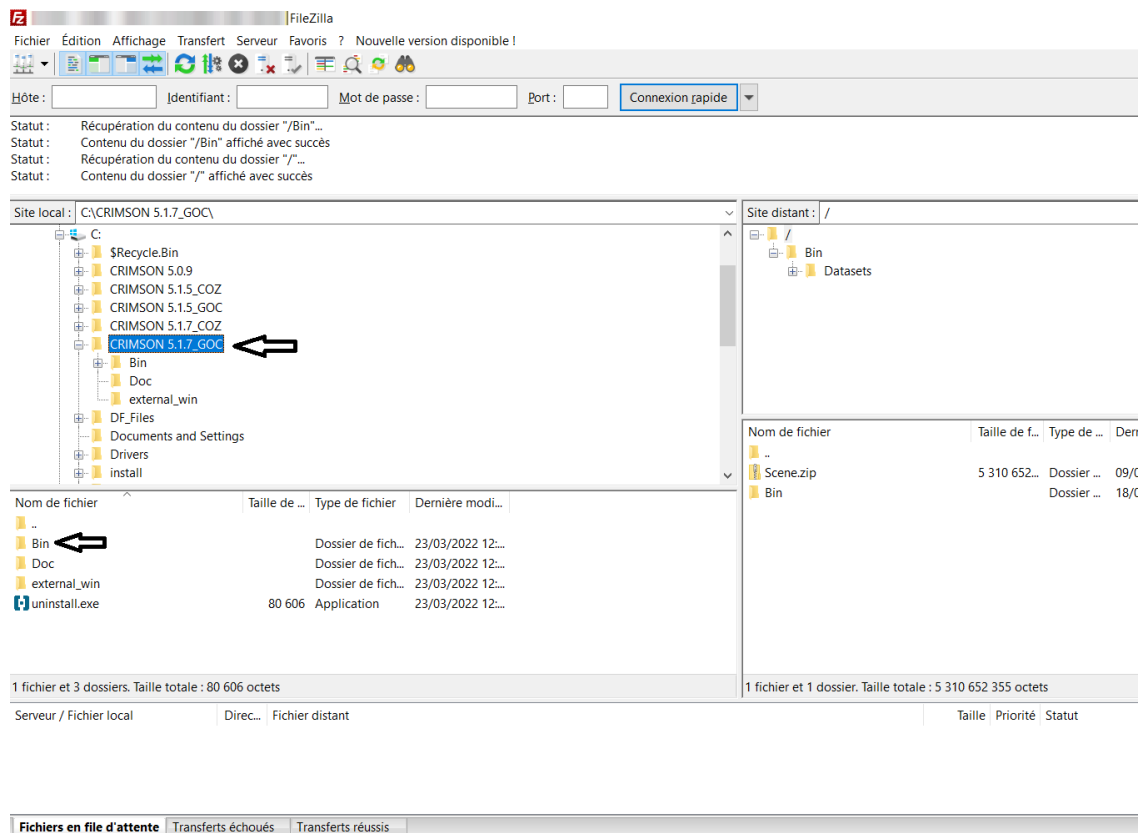 FileZilla
Fichier Édition Affichage Transfert Serveur Favoris ? Nouvelle version disponible !
Hôte : Identifiant : Mot de passe : Port : Connexion rapide
Statut : Récupération du contenu du dossier "/Bin"...
Statut : Contenu du dossier "/Bin" affiché avec succès
Statut : Récupération du contenu du dossier "/"...
Statut : Contenu du dossier "/" affiché avec succès
Site local : C:\CRIMSON 5.1.7_GOC\
C:
$Recycle.Bin
CRIMSON 5.0.9
CRIMSON 5.1.5_COZ
CRIMSON 5.1.5_GOC
CRIMSON 5.1.7_COZ
CRIMSON 5.1.7_GOC
Bin
Doc
external_win
DF_Files
Documents and Settings
Drivers
install
Nom de fichier Taille de ... Type de fichier Dernière modi...
..
Bin Dossier de fich... 23/03/2022 12:...
Doc Dossier de fich... 23/03/2022 12:...
external_win Dossier de fich... 23/03/2022 12:...
uninstall.exe 80 606 Application 23/03/2022 12:...
1 fichier et 3 dossiers. Taille totale : 80 606 octets
Site distant : /
/
Bin
Datasets
Nom de fichier Taille de f... Type de ... Derr
..
Scene.zip 5 310 652... Dossier ... 09/0
Bin Dossier ... 18/0
1 fichier et 1 dossier. Taille totale : 5 310 652 355 octets
Serveur / Fichier local Direc... Fichier distant Taille Priorité Statut
Fichiers en file d'attente Transferts échoués Transferts réussis